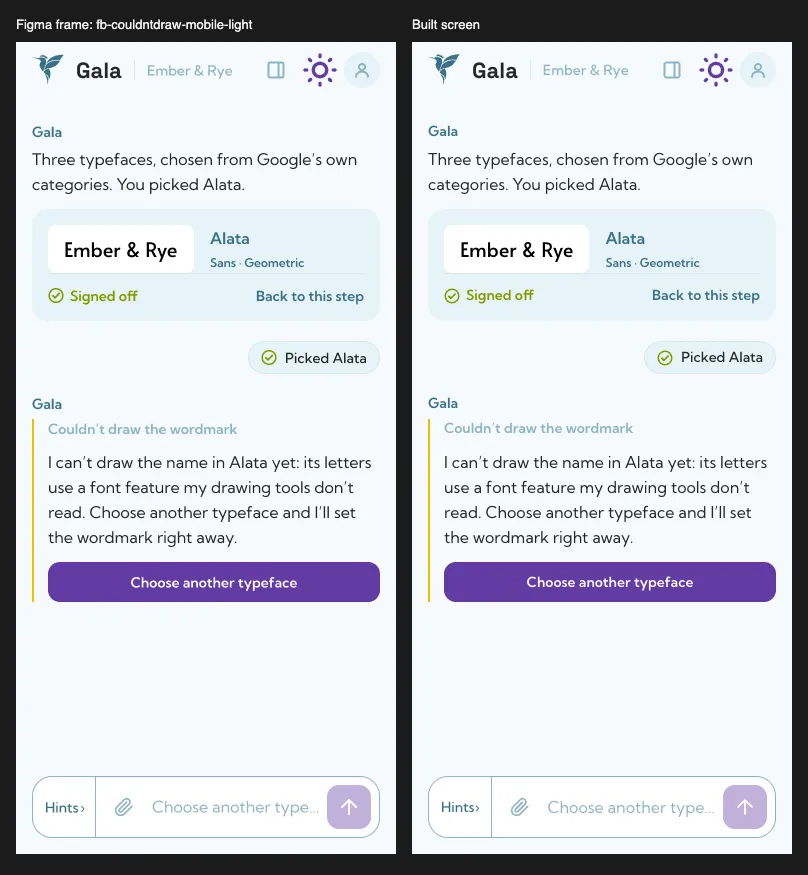 Figma frame: fb-couldntdraw-mobile-light
Gala
Ember & Rye
Gala
Three typefaces, chosen from Google’s own
categories. You picked Alata.
Ember & Rye
Alata
Sans · Geometric
Signed off
Back to this step
Picked Alata
Gala
Couldn’t draw the wordmark
I can’t draw the name in Alata yet: its letters
use a font feature my drawing tools don’t
read. Choose another typeface and I’ll set
the wordmark right away.
Choose another typeface
Hints›
Choose another type...
Built screen
Gala
Ember & Rye
Gala
Three typefaces, chosen from Google’s own
categories. You picked Alata.
Ember & Rye
Alata
Sans · Geometric
Signed off
Back to this step
Picked Alata
Gala
Couldn’t draw the wordmark
I can’t draw the name in Alata yet: its letters
use a font feature my drawing tools don’t
read. Choose another typeface and I’ll set
the wordmark right away.
Choose another typeface
Hints›
Choose another type...